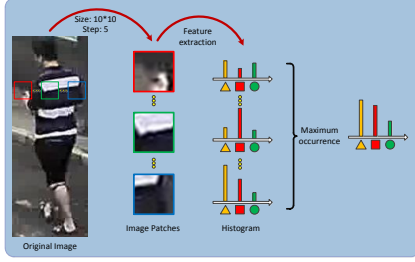 Size: 10*10
Step: 5
Feature
extraction
Maximum
occurrence
Original Image
Image Patches
Histogram